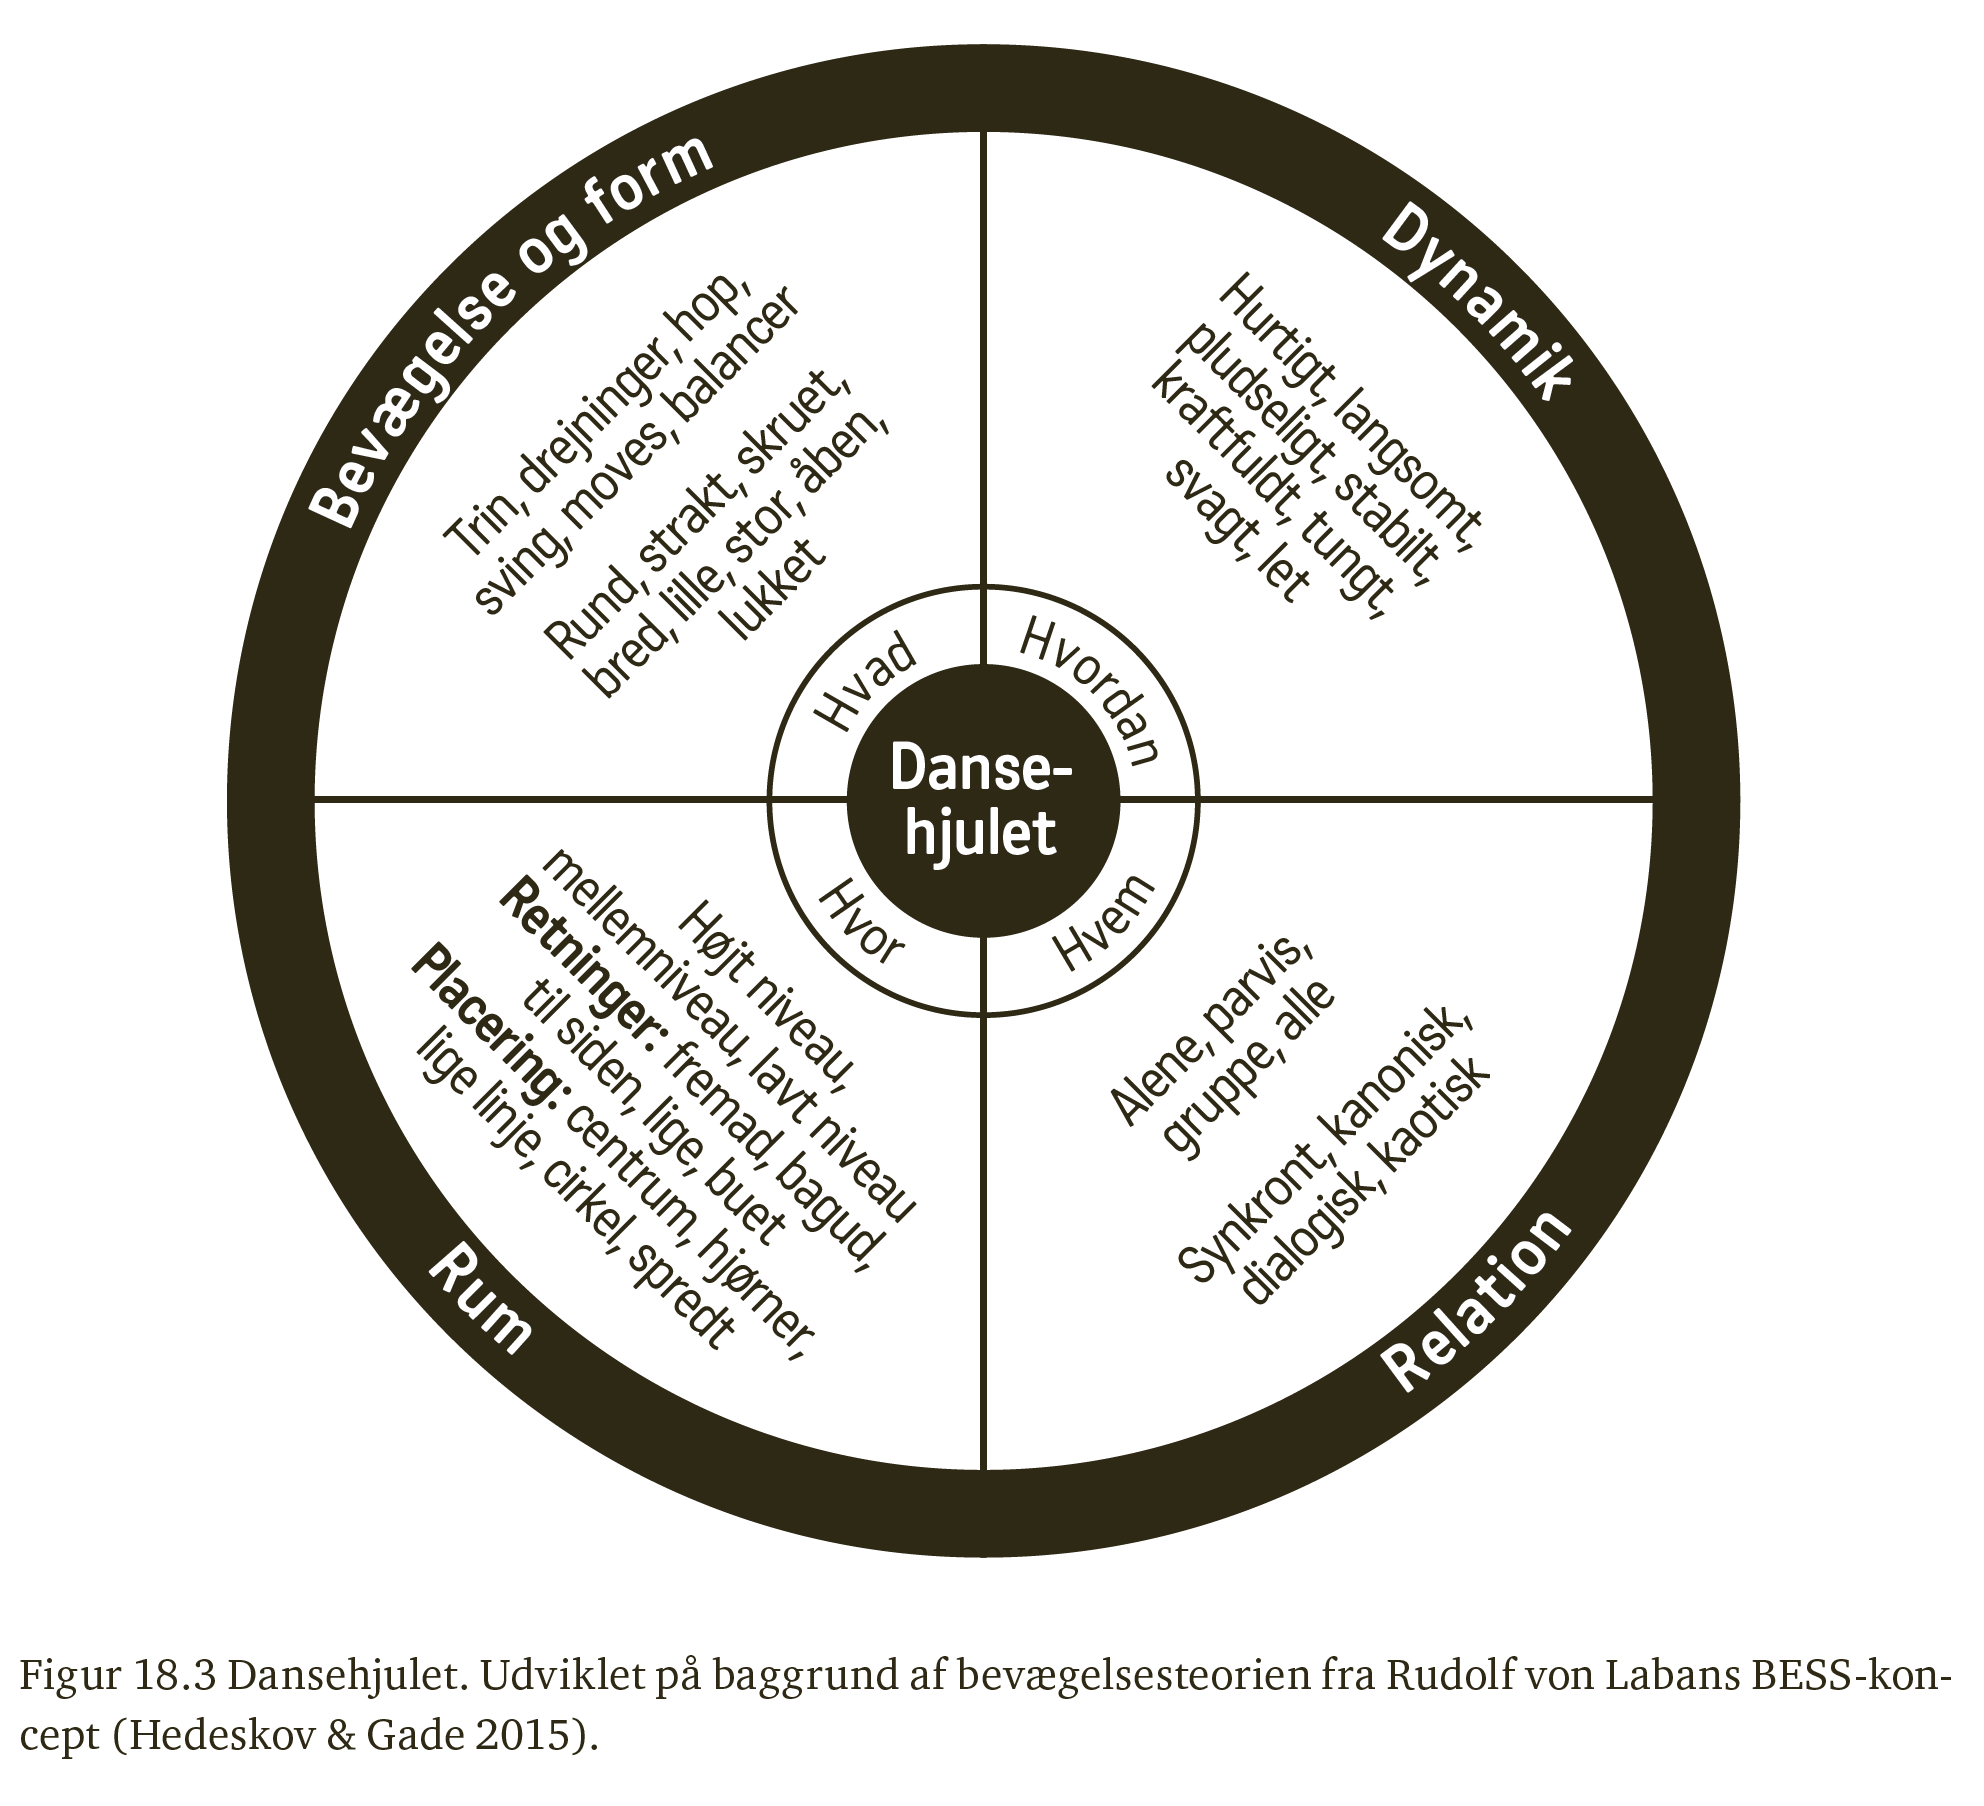 Bevægelse og form
Trin, drejninger, hop,
sving, moves, balancer
Rund, strakt, skruet,
bred, lille, stor, åben,
lukket
Hvad
Dynamik
Hurtigt, langsomt,
pludseligt, stabilt,
kraftfuldt, tungt,
svagt, let
Hvordan
Danse-
hjulet
Hvor
Højt niveau,
mellemniveau, lavt niveau
Retninger: fremad, bagud,
til siden, lige, buet
Placering: centrum, hjørner,
lige linje, cirkel, spredt
Rum
Hvem
Alene, parvis,
gruppe, alle
Synkront, kanonisk,
dialogisk, kaotisk
Relation
Figur 18.3 Dansehjulet. Udviklet på baggrund af bevægelsesteorien fra Rudolf von Labans BESS-kon-
cept (Hedeskov & Gade 2015).